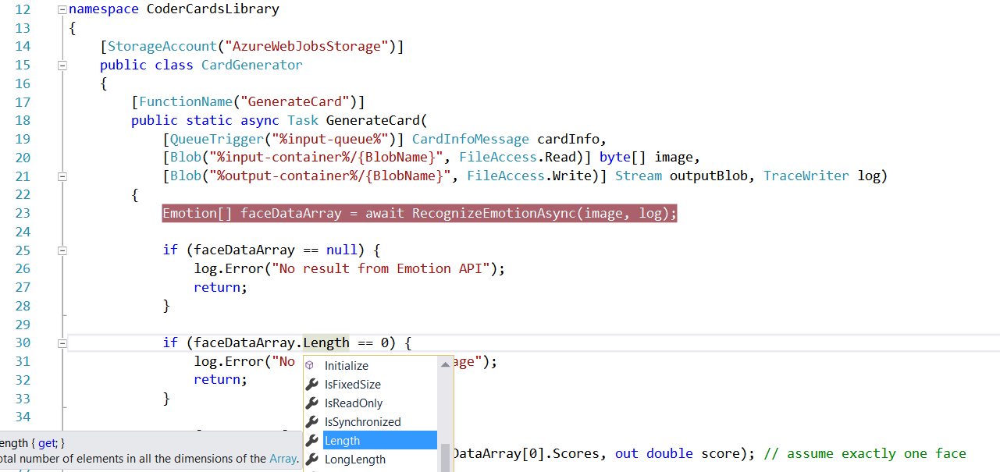 12 namespace CoderCardsLibrary
13 {
14 [StorageAccount("AzureWebJobsStorage")]
15 public class CardGenerator
16 {
17 [FunctionName("GenerateCard")]
18 public static async Task GenerateCard(
19 [QueueTrigger("%input-queue%")] CardInfoMessage cardInfo,
20 [Blob("%input-container%/{BlobName}", FileAccess.Read)] byte[] image,
21 [Blob("%output-container%/{BlobName}", FileAccess.Write)] Stream outputBlob, TraceWriter log)
22 {
23 Emotion[] faceDataArray = await RecognizeEmotionAsync(image, log);
24
25 if (faceDataArray == null) {
26 log.Error("No result from Emotion API");
27 return;
28 }
29
30 if (faceDataArray.Length == 0) {
31 log.Error("No age");
32 return;
33 }
34
Initialize
IsFixedSize
IsReadOnly
IsSynchronized
Length
LongLength
ength { get; }
otal number of elements in all the dimensions of the Array.
DataArray[0].Scores, out double score); // assume exactly one face